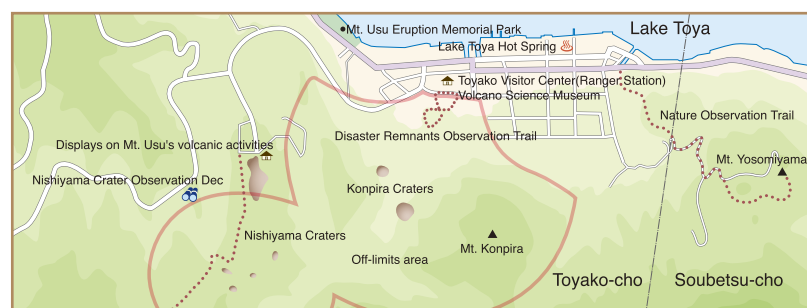 Mt. Usu Eruption Memorial Park
Lake Toya
Lake Toya Hot Spring
Toyako Visitor Center(Ranger Station)
Volcano Science Museum
Nature Observation Trail
Disaster Remnants Observation Trail
Displays on Mt. Usu's volcanic activities
Mt. Yosomiyama
Nishiyama Crater Observation Dec
Konpira Craters
Nishiyama Craters
Mt. Konpira
Off-limits area
Toyako-cho
Soubetsu-cho